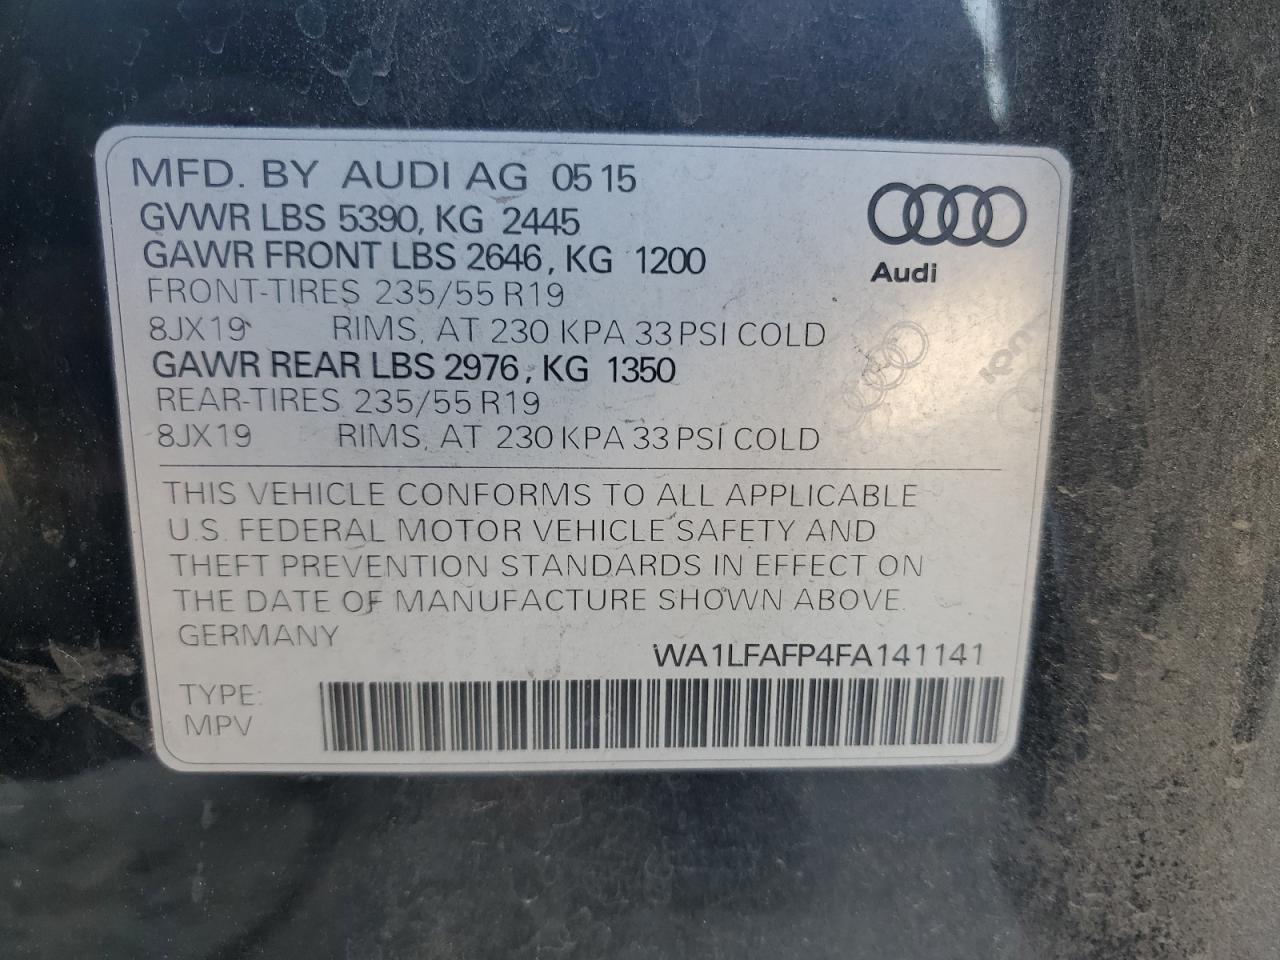 MFD. BY AUDI AG 05 15
GVWR LBS 5390, KG 2445
GAWR FRONT LBS 2646, KG 1200
FRONT-TIRES 235/55 R19
8JX19 RIMS, AT 230 KPA 33 PSI COLD
GAWR REAR LBS 2976, KG 1350
REAR-TIRES 235/55 R19
8JX19 RIMS, AT 230 KPA 33 PSI COLD
Audi
THIS VEHICLE CONFORMS TO ALL APPLICABLE
U.S. FEDERAL MOTOR VEHICLE SAFETY AND
THEFT PREVENTION STANDARDS IN EFFECT ON
THE DATE OF MANUFACTURE SHOWN ABOVE.
GERMANY
WA1LFAFP4FA141141
TYPE:
MPV
Audi